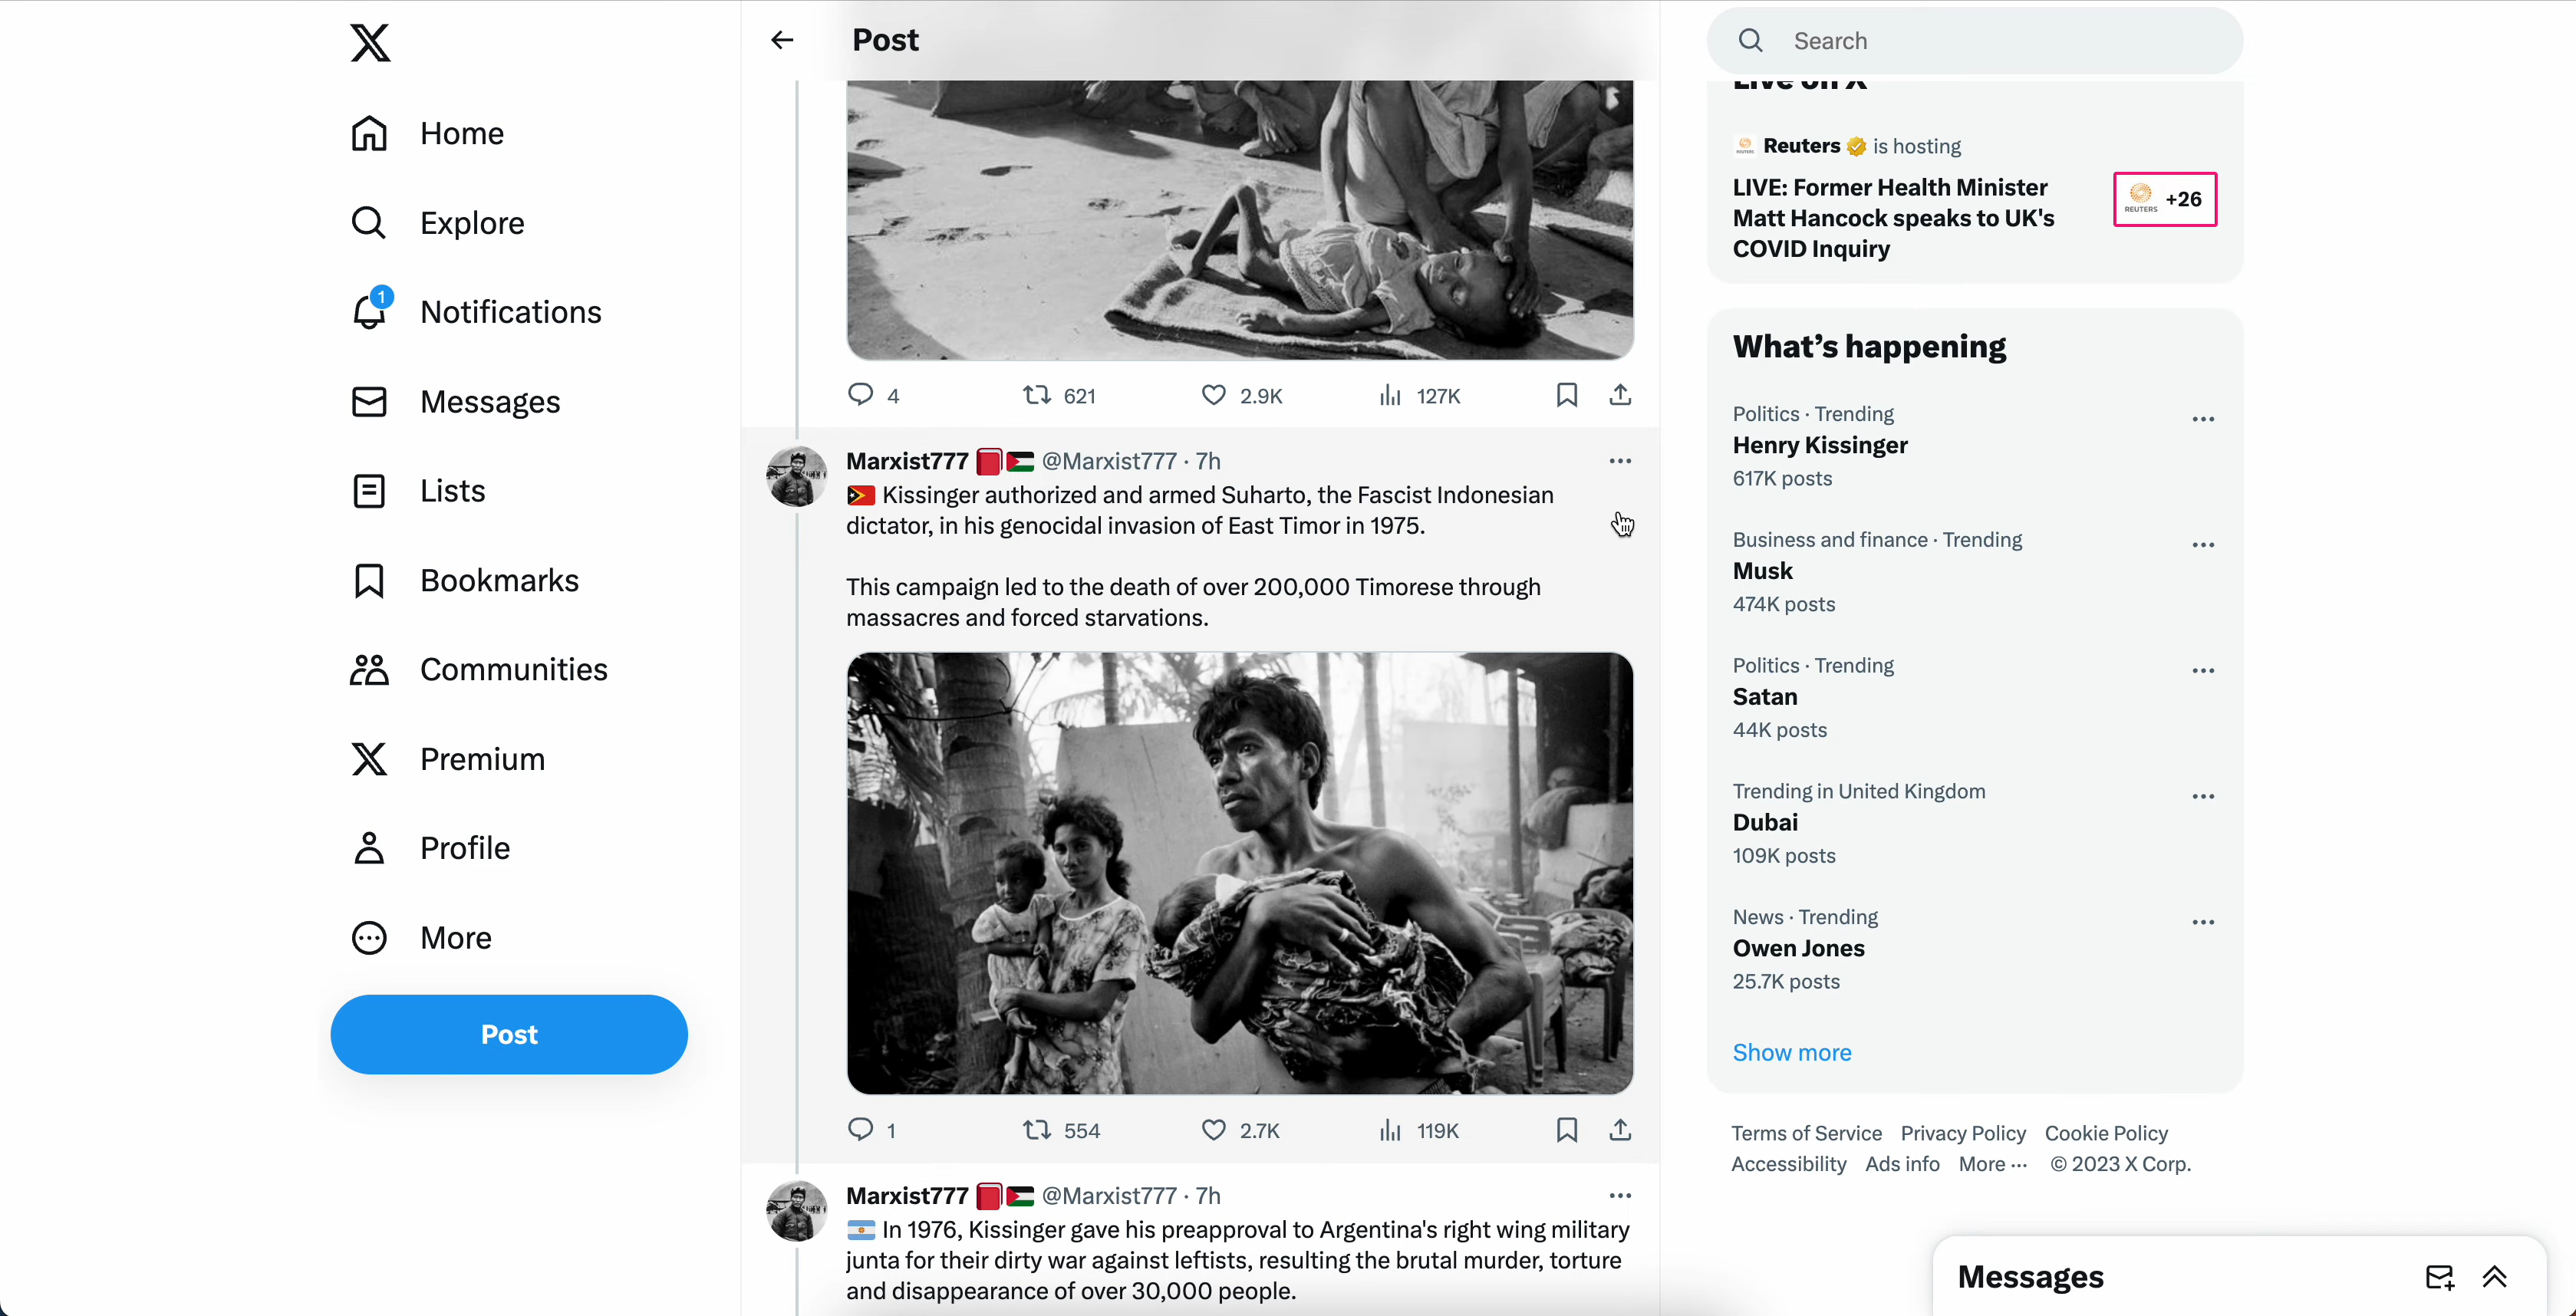 Home
Explore
1
Notifications
Messages
Lists
Bookmarks
Communities
Premium
Profile
More
Post
Post
4
621
2.9K
127K
Marxist777 @Marxist777 · 7h
Kissinger authorized and armed Suharto, the Fascist Indonesian
dictator, in his genocidal invasion of East Timor in 1975.
This campaign led to the death of over 200,000 Timorese through
massacres and forced starvations.
1
554
2.7K
119K
Marxist777 @Marxist777 · 7h
In 1976, Kissinger gave his preapproval to Argentina's right wing military
junta for their dirty war against leftists, resulting the brutal murder, torture
and disappearance of over 30,000 people.
Search
Live on X
Reuters is hosting
LIVE: Former Health Minister
Matt Hancock speaks to UK's
COVID Inquiry
REUTERS +26
What's happening
Politics · Trending
Henry Kissinger
617K posts
Business and finance · Trending
Musk
474K posts
Politics · Trending
Satan
44K posts
Trending in United Kingdom
Dubai
109K posts
News · Trending
Owen Jones
25.7K posts
Show more
Terms of Service Privacy Policy Cookie Policy
Accessibility Ads info More ··· © 2023 X Corp.
Messages